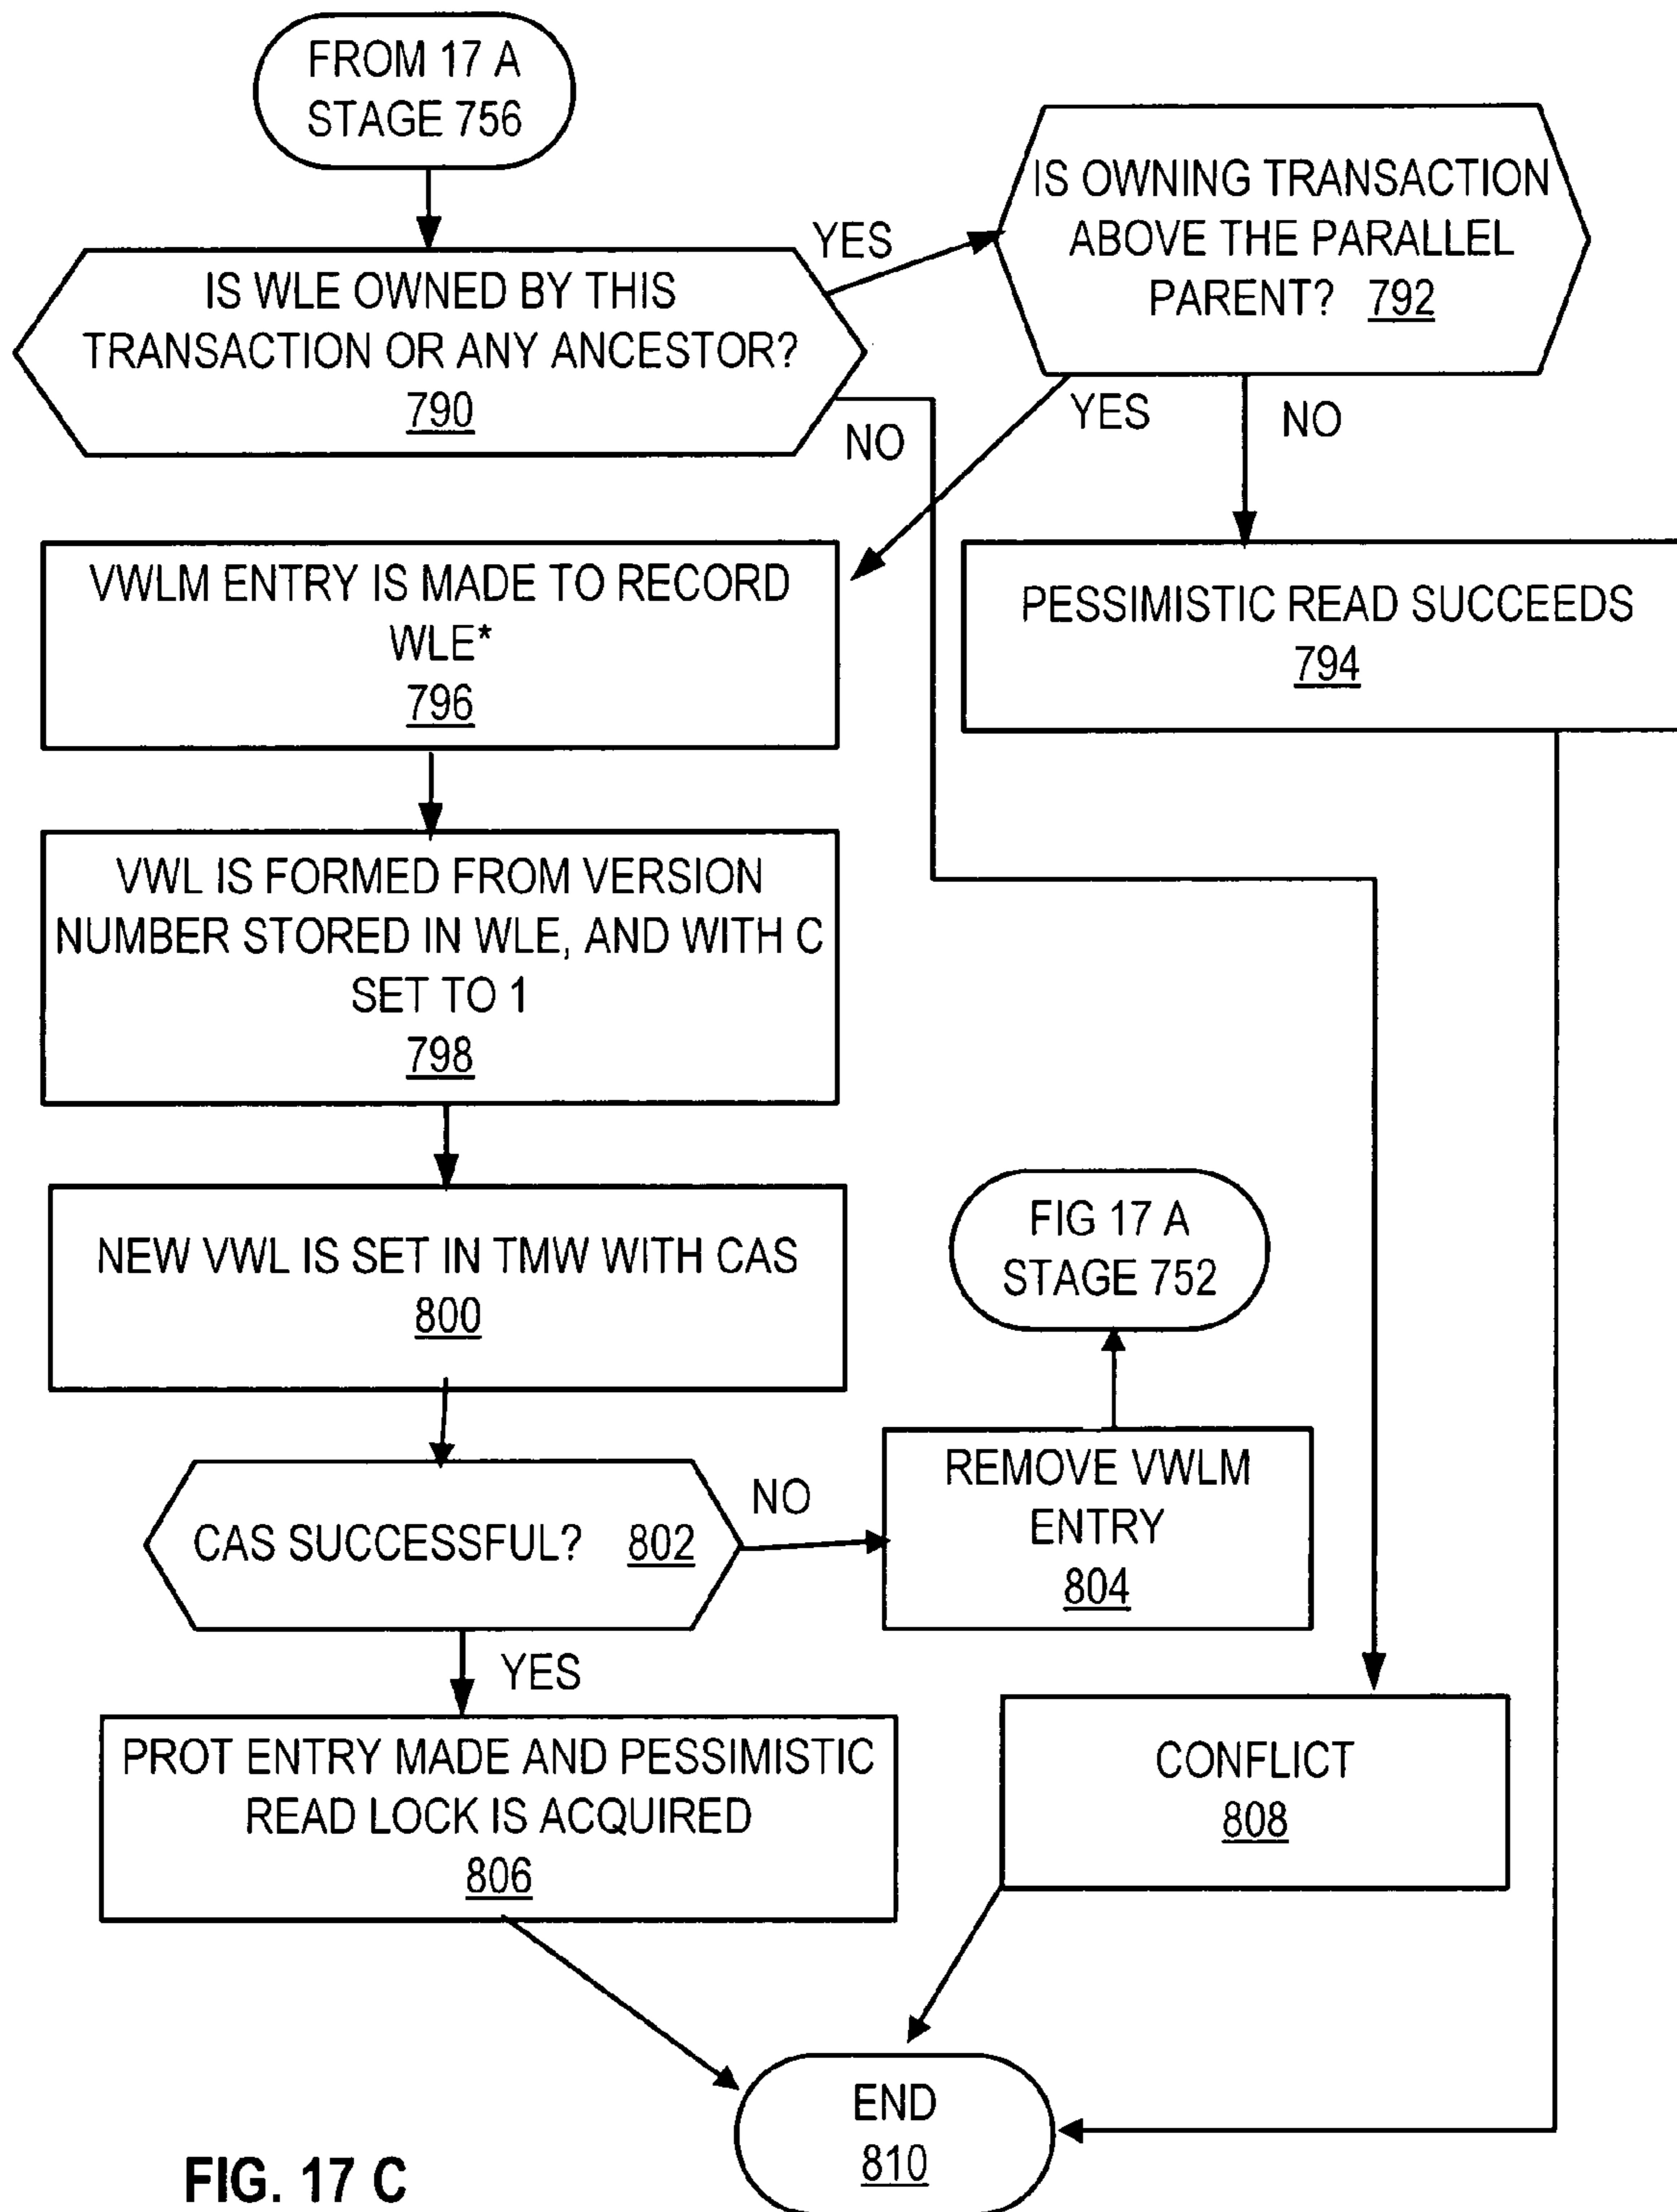 FROM 17 A
STAGE 756
IS WLE OWNED BY THIS
TRANSACTION OR ANY ANCESTOR?
790
YES
NO
IS OWNING TRANSACTION
ABOVE THE PARALLEL
PARENT? 792
YES
NO
PESSIMISTIC READ SUCCEEDS
794
VWLM ENTRY IS MADE TO RECORD
WLE*
796
VWL IS FORMED FROM VERSION
NUMBER STORED IN WLE, AND WITH C
SET TO 1
798
NEW VWL IS SET IN TMW WITH CAS
800
FIG 17 A
STAGE 752
CAS SUCCESSFUL? 802
NO
REMOVE VWLM
ENTRY
804
YES
PROT ENTRY MADE AND PESSIMISTIC
READ LOCK IS ACQUIRED
806
CONFLICT
808
END
810
FIG. 17 C